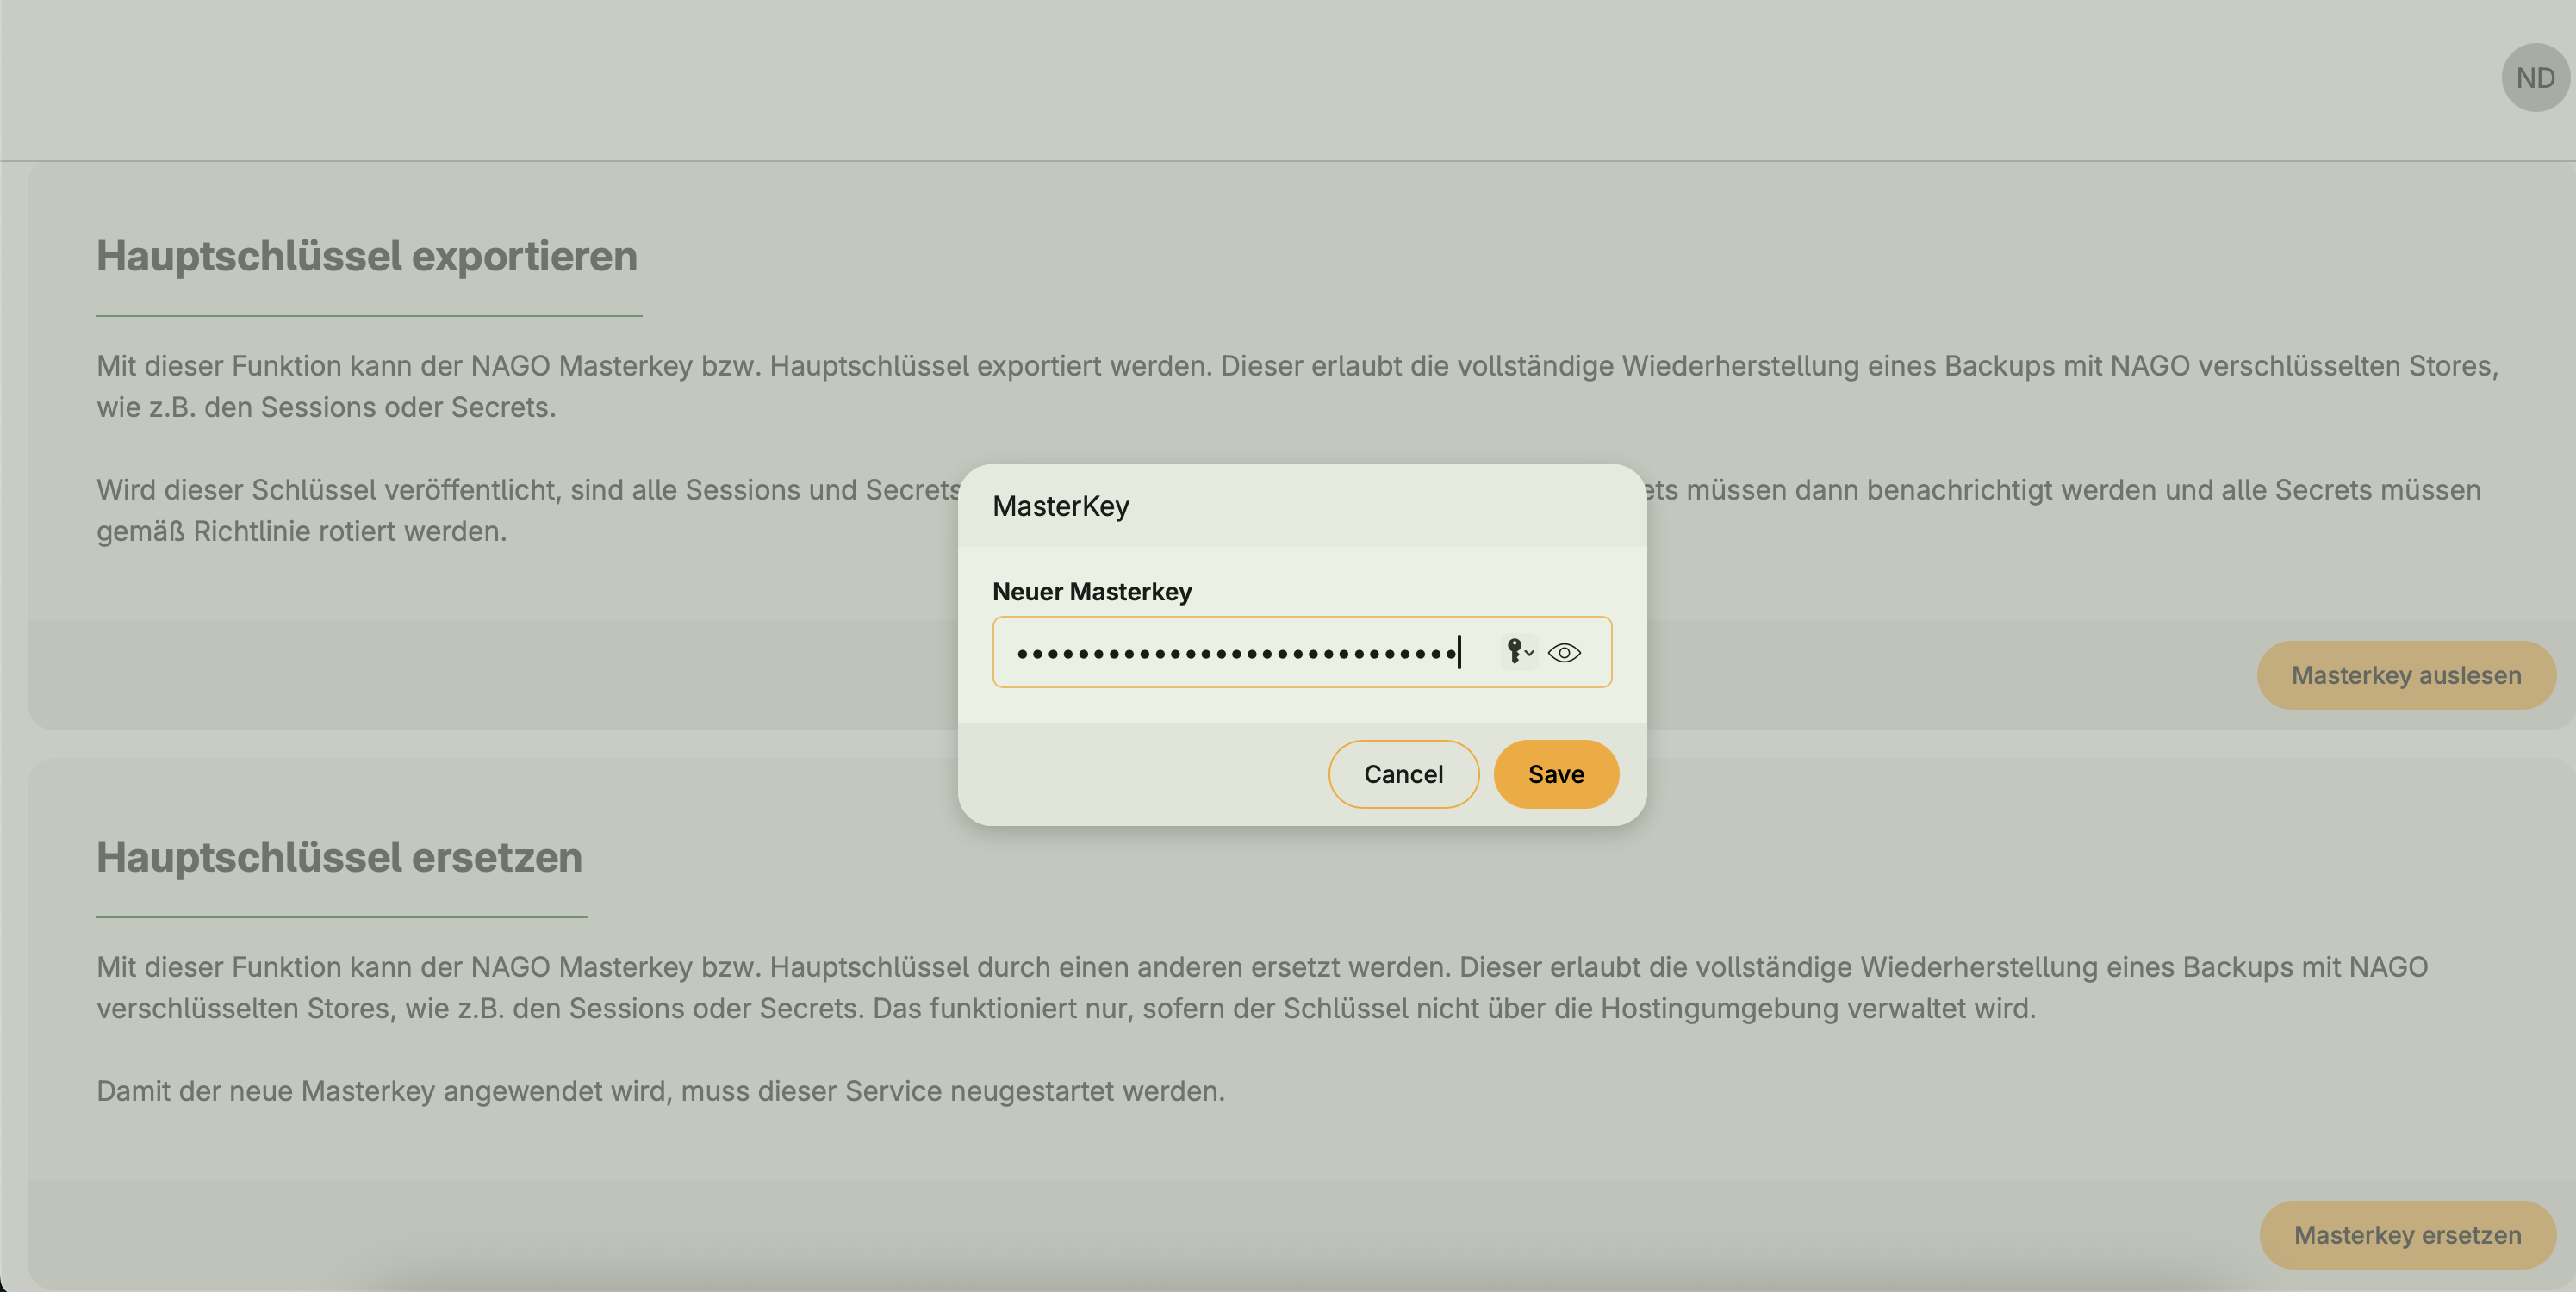 ND
Hauptschlüssel exportieren
Mit dieser Funktion kann der NAGO Masterkey bzw. Hauptschlüssel exportiert werden. Dieser erlaubt die vollständige Wiederherstellung eines Backups mit NAGO verschlüsselten Stores,
wie z.B. den Sessions oder Secrets.
Wird dieser Schlüssel veröffentlicht, sind alle Sessions und Secrets müssen dann benachrichtigt werden und alle Secrets müssen
gemäß Richtlinie rotiert werden.
MasterKey
Neuer Masterkey
•••••••••••••••••••••••••••••
Cancel
Save
Masterkey auslesen
Hauptschlüssel ersetzen
Mit dieser Funktion kann der NAGO Masterkey bzw. Hauptschlüssel durch einen anderen ersetzt werden. Dieser erlaubt die vollständige Wiederherstellung eines Backups mit NAGO
verschlüsselten Stores, wie z.B. den Sessions oder Secrets. Das funktioniert nur, sofern der Schlüssel nicht über die Hostingumgebung verwaltet wird.
Damit der neue Masterkey angewendet wird, muss dieser Service neugestartet werden.
Masterkey ersetzen